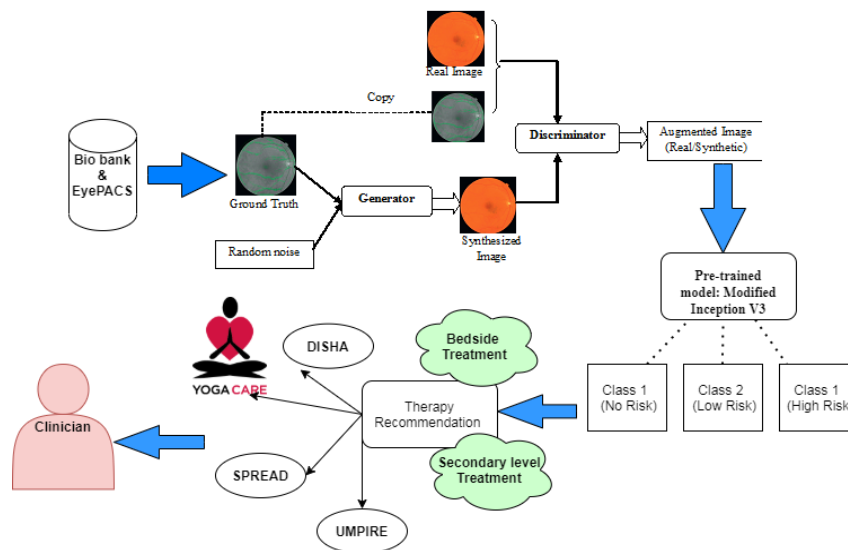 Real Image
Copy
Bio bank
&
EyePACS
Ground Truth
Discriminator
Augmented Image
(Real/Synthetic)
Generator
Random noise
Synthesized
Image
Pre-trained
model: Modified
Inception V3
Class 1
(No Risk)
Class 2
(Low Risk)
Class 1
(High Risk
Bedside
Treatment
DISHA
YOGA CARE
Therapy
Recommendation
Clinician
SPREAD
Secondary level
Treatment
UMPIRE